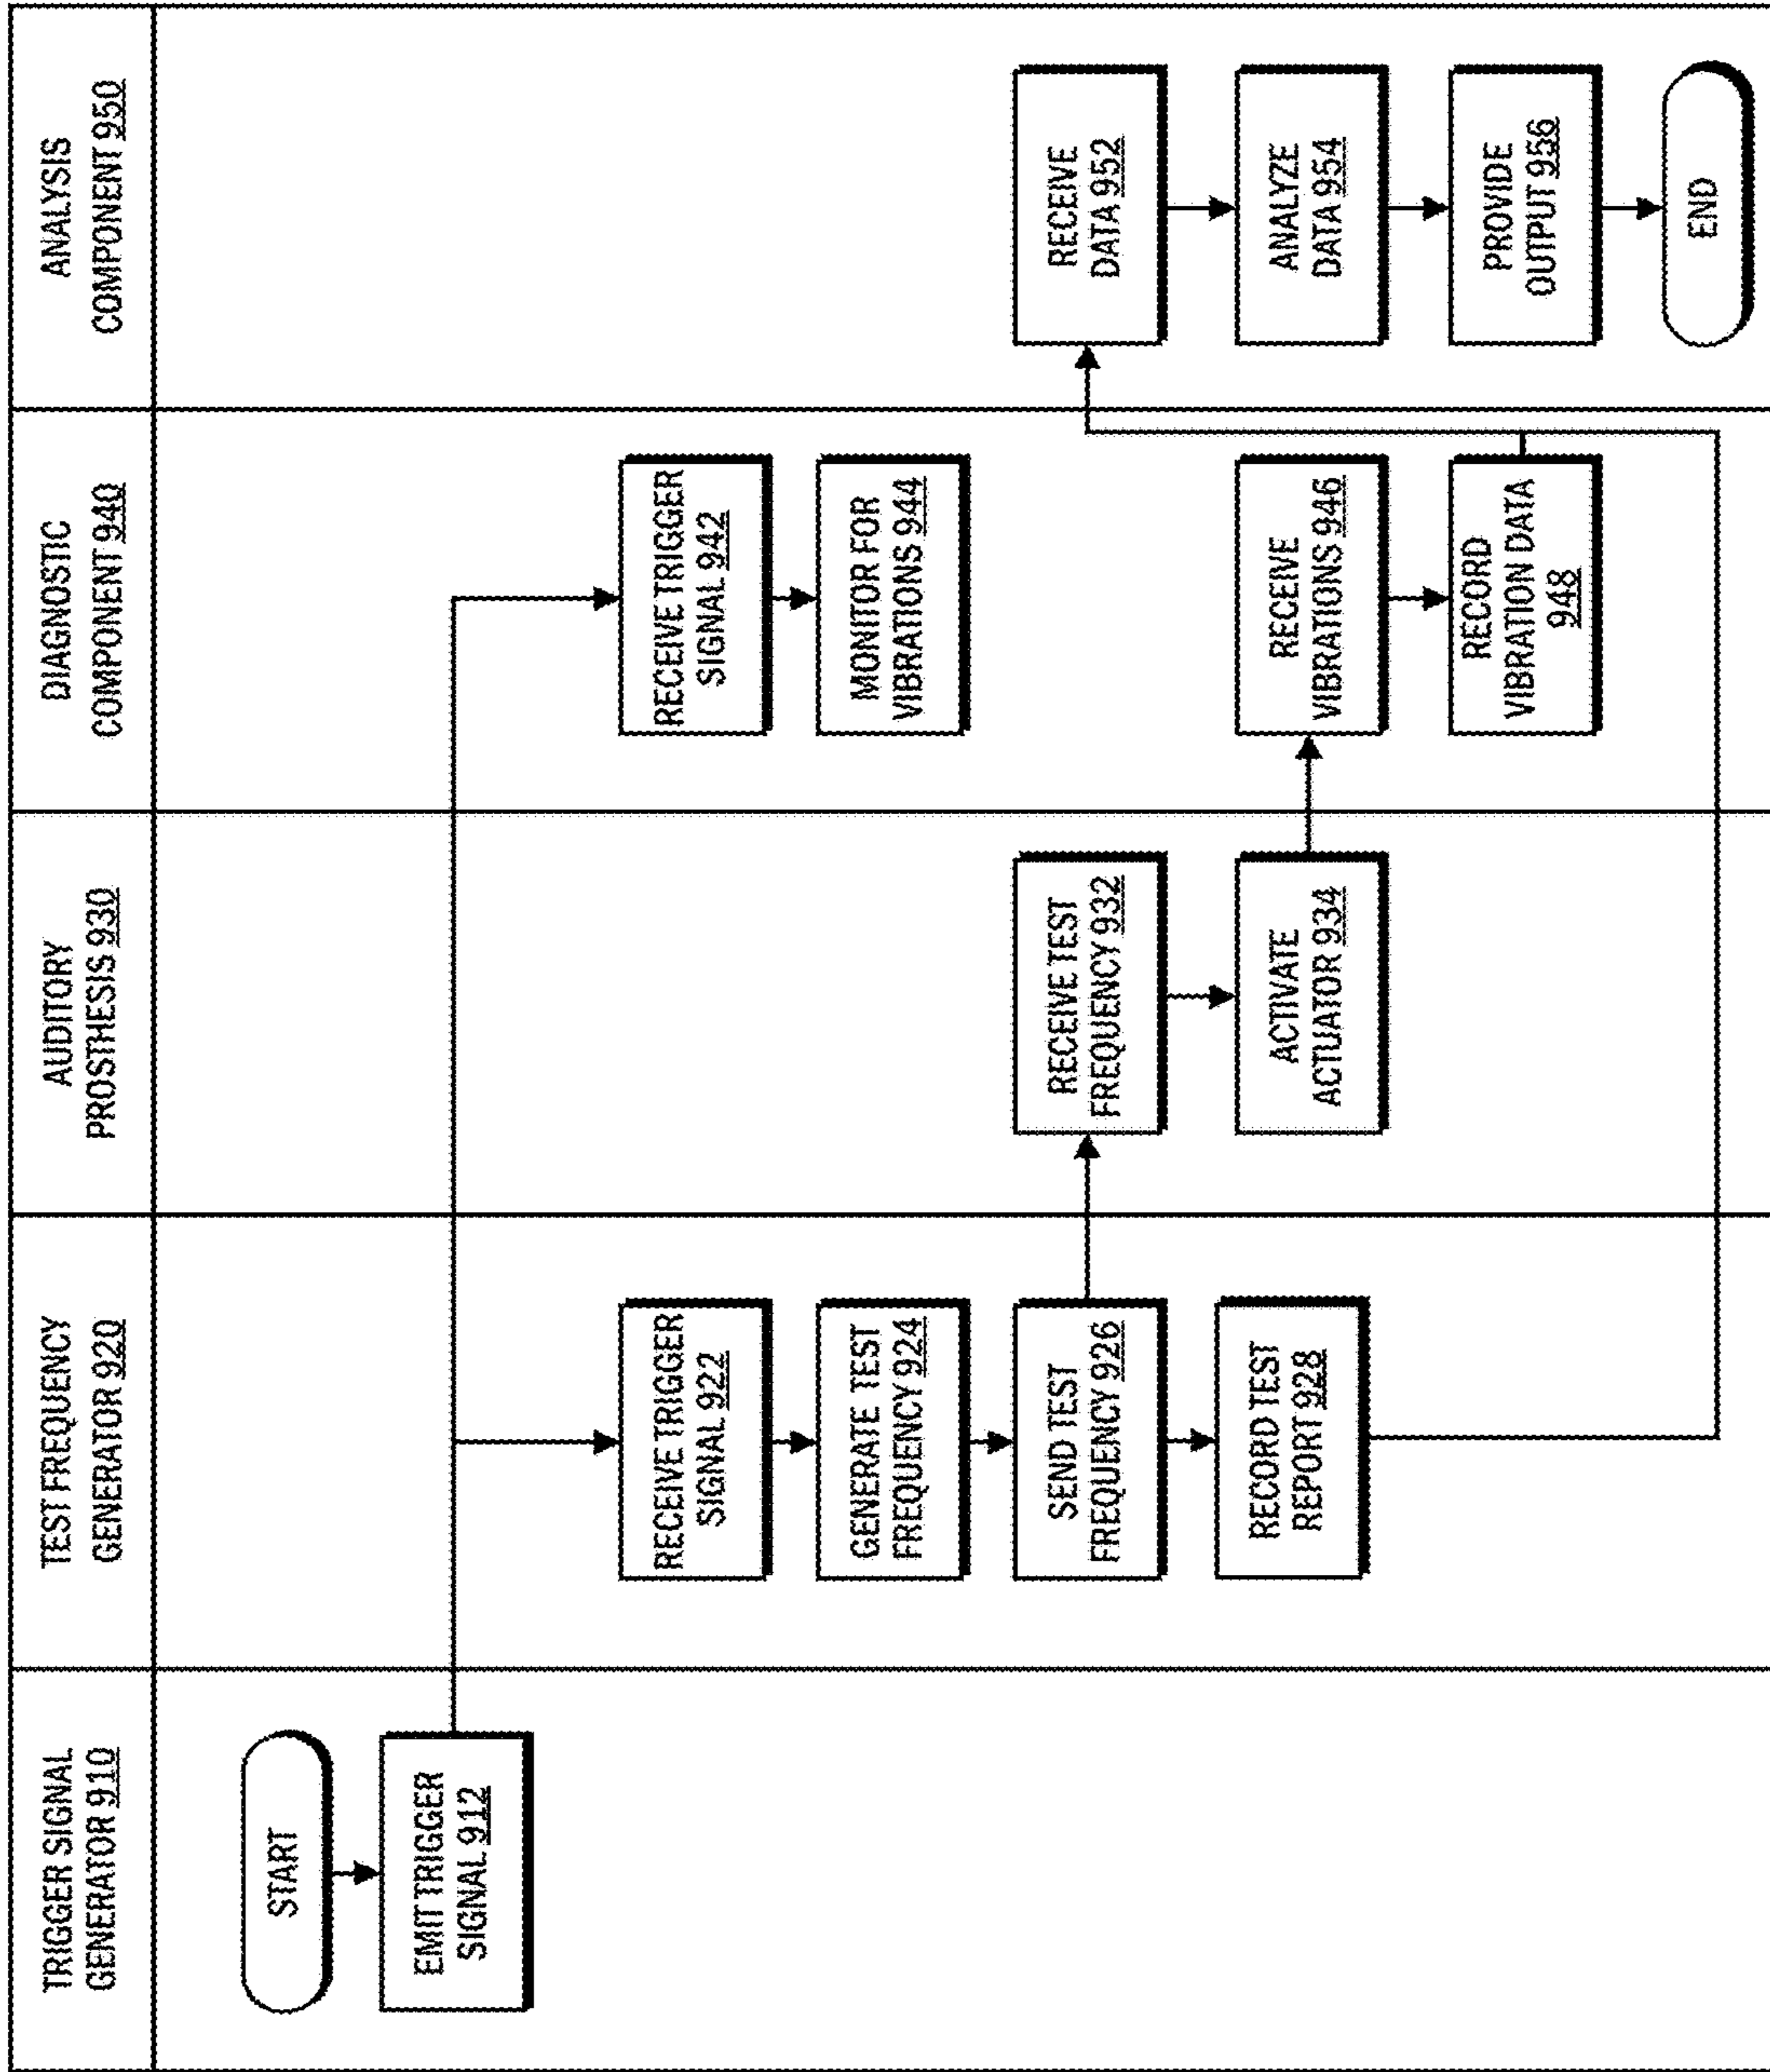 TRIGGER SIGNAL
GENERATOR 910
TEST FREQUENCY
GENERATOR 920
AUDITORY
PROSTHESIS 930
DIAGNOSTIC
COMPONENT 940
ANALYSIS
COMPONENT 950
START
EMIT TRIGGER
SIGNAL 912
RECEIVE TRIGGER
SIGNAL 922
GENERATE TEST
FREQUENCY 924
SEND TEST
FREQUENCY 926
RECORD TEST
REPORT 928
RECEIVE TEST
FREQUENCY 932
ACTIVATE
ACTUATOR 934
RECEIVE TRIGGER
SIGNAL 942
MONITOR FOR
VIBRATIONS 944
RECEIVE
VIBRATIONS 946
RECORD
VIBRATION DATA
948
RECEIVE
DATA 952
ANALYZE
DATA 954
PROVIDE
OUTPUT 956
END